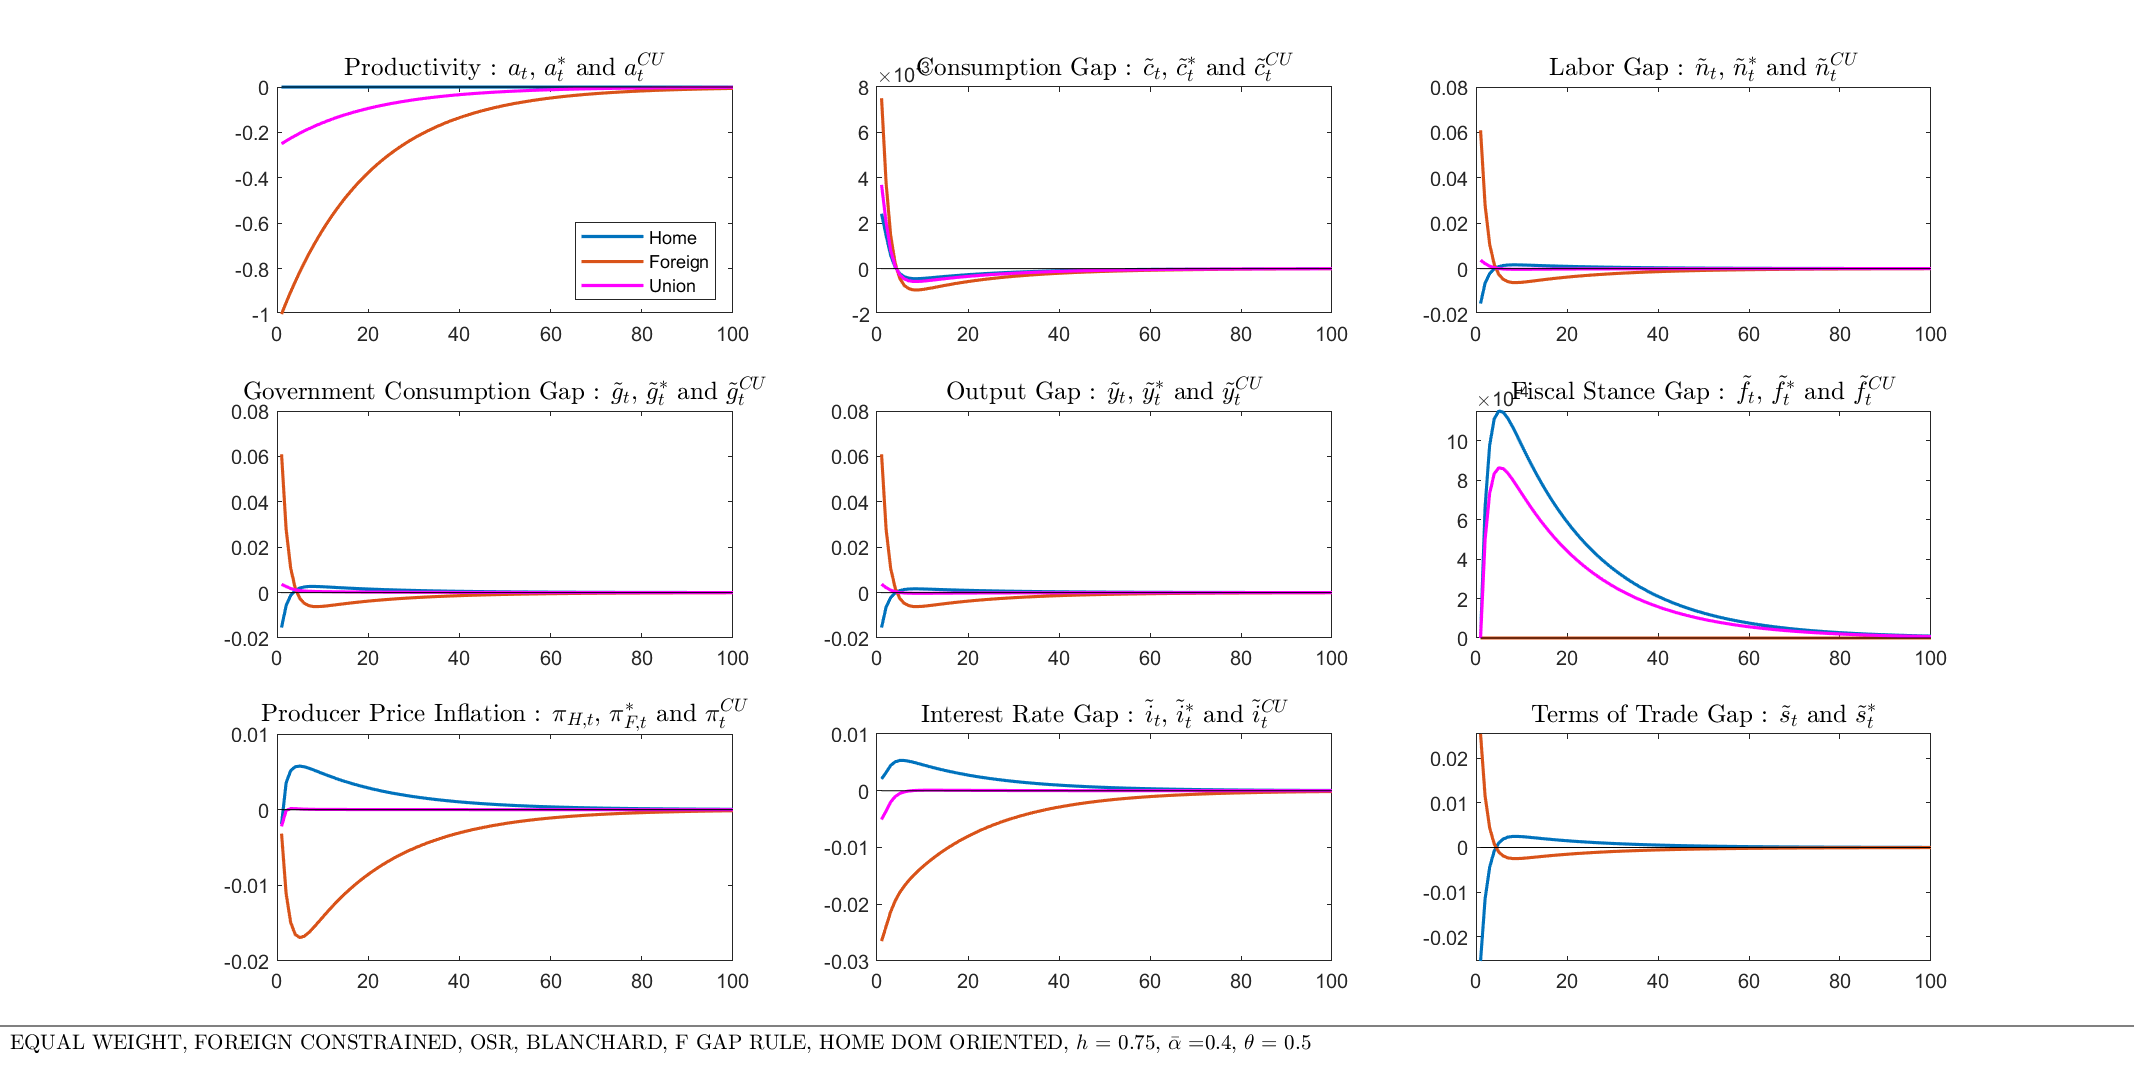 Productivity : a_t, a_t^* and a_t^{CU}
0
-0.2
-0.4
-0.6
-0.8
-1
0 20 40 60 80 100
Home
Foreign
Union
Consumption Gap : c̃_t, c̃_t^* and c̃_t^{CU}
×10
8
6
4
2
0
-2
0 20 40 60 80 100
Labor Gap : ñ_t, ñ_t^* and ñ_t^{CU}
0.08
0.06
0.04
0.02
0
-0.02
0 20 40 60 80 100
Government Consumption Gap : g̃_t, g̃_t^* and g̃_t^{CU}
0.08
0.06
0.04
0.02
0
-0.02
0 20 40 60 80 100
Output Gap : ỹ_t, ỹ_t^* and ỹ_t^{CU}
0.08
0.06
0.04
0.02
0
-0.02
0 20 40 60 80 100
Fiscal Stance Gap : f̃_t, f̃_t^* and f̃_t^{CU}
×10
10
8
6
4
2
0
0 20 40 60 80 100
Producer Price Inflation : π_{H,t}, π_{F,t}^* and π_t^{CU}
0.01
0
-0.01
-0.02
0 20 40 60 80 100
Interest Rate Gap : ĩ_t, ĩ_t^* and ĩ_t^{CU}
0.01
0
-0.01
-0.02
-0.03
0 20 40 60 80 100
Terms of Trade Gap : s̃_t and s̃_t^*
0.02
0.01
0
-0.01
-0.02
0 20 40 60 80 100
EQUAL WEIGHT, FOREIGN CONSTRAINED, OSR, BLANCHARD, F GAP RULE, HOME DOM ORIENTED, h = 0.75, ᾱ =0.4, θ = 0.5